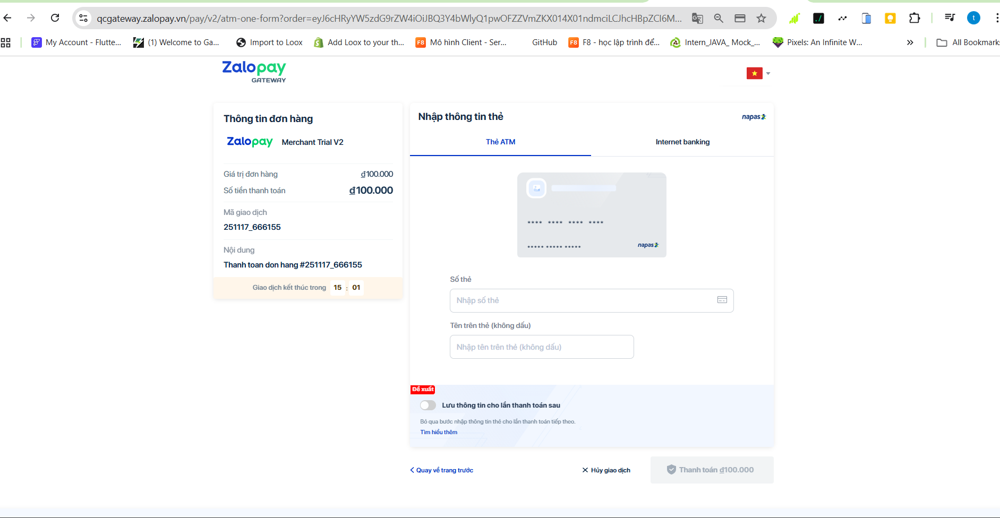 qcgateway.zalopay.vn/pay/v2/atm-one-form?order=eyJ6cHRyYW5zdG9rZW4iOiJBQ3Y4bWlyQ1pwOFZZVmZKX014X01ndmciLCJhcHBpZCI6M...
My Account - Flutte...
(1) Welcome to Ga...
Import to Loox
Add Loox to your th...
F8 Mô hình Client - Ser...
GitHub
F8 F8 - học lập trình để...
Intern_JAVA_ Mock_...
Pixels: An Infinite W...
» All Bookmarks
Zalopay
GATEWAY
Thông tin đơn hàng
Zalopay Merchant Trial V2
Giá trị đơn hàng ₫100.000
Số tiền thanh toán ₫100.000
Mã giao dịch
251117_666155
Nội dung
Thanh toan don hang #251117_666155
Giao dịch kết thúc trong 15 : 01
Nhập thông tin thẻ napas
Thẻ ATM Internet banking
**** **** **** ****
***** ***** ***** napas
Số thẻ
Nhập số thẻ
Tên trên thẻ (không dấu)
Nhập tên trên thẻ (không dấu)
Đề xuất
Lưu thông tin cho lần thanh toán sau
Bỏ qua bước nhập thông tin thẻ cho lần thanh toán tiếp theo.
Tìm hiểu thêm
Quay về trang trước
Hủy giao dịch
Thanh toán ₫100.000